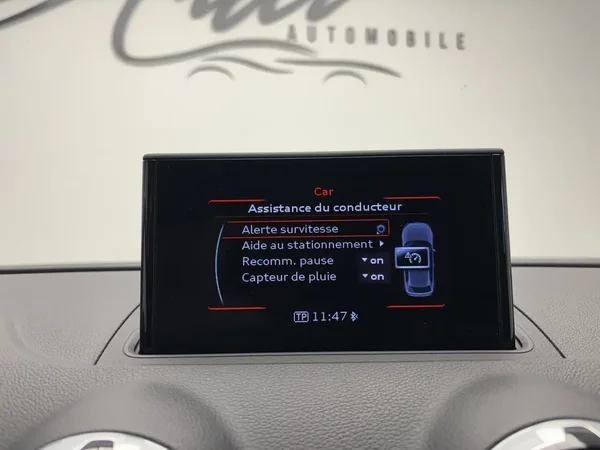 AUTOMOBILE
Car
Assistance du conducteur
Alerte survitesse
Aide au stationnement
Recomm. pause on
Capteur de pluie on
TP 11:47